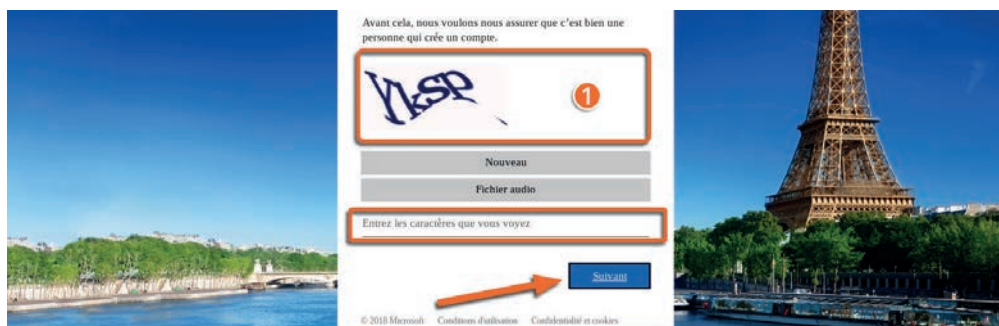 Avant cela, nous voulons nous assurer que c'est bien une
personne qui crée un compte.
1
Nouveau
Fichier audio
Entrez les caractères que vous voyez
Suivant
© 2018 Microsoft Conditions d'utilisation Confidentialité et cookies